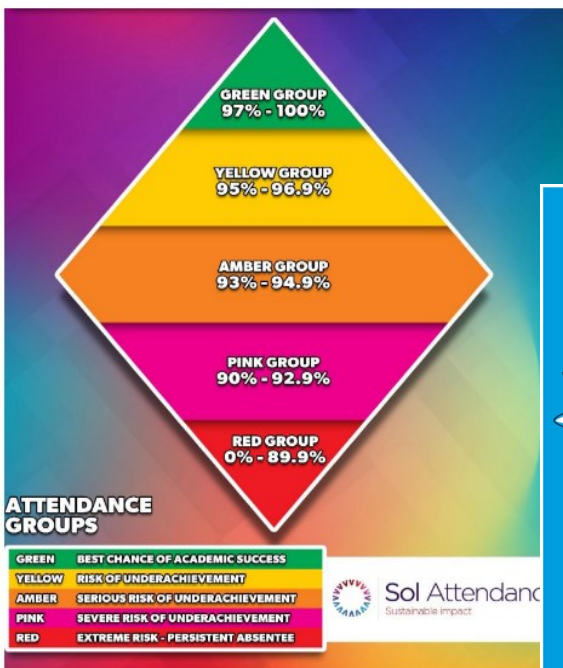 GREEN GROUP
97% - 100%
YELLOW GROUP
95% - 96.9%
AMBER GROUP
93% - 94.9%
PINK GROUP
90% - 92.9%
RED GROUP
0% - 89.9%
ATTENDANCE
GROUPS
GREEN BEST CHANCE OF ACADEMIC SUCCESS
YELLOW RISK OF UNDERACHIEVEMENT
AMBER SERIOUS RISK OF UNDERACHIEVEMENT
PINK SEVERE RISK OF UNDERACHIEVEMENT
RED EXTREME RISK - PERSISTENT ABSENTEE
Sol Attendanc
Sustainable impact